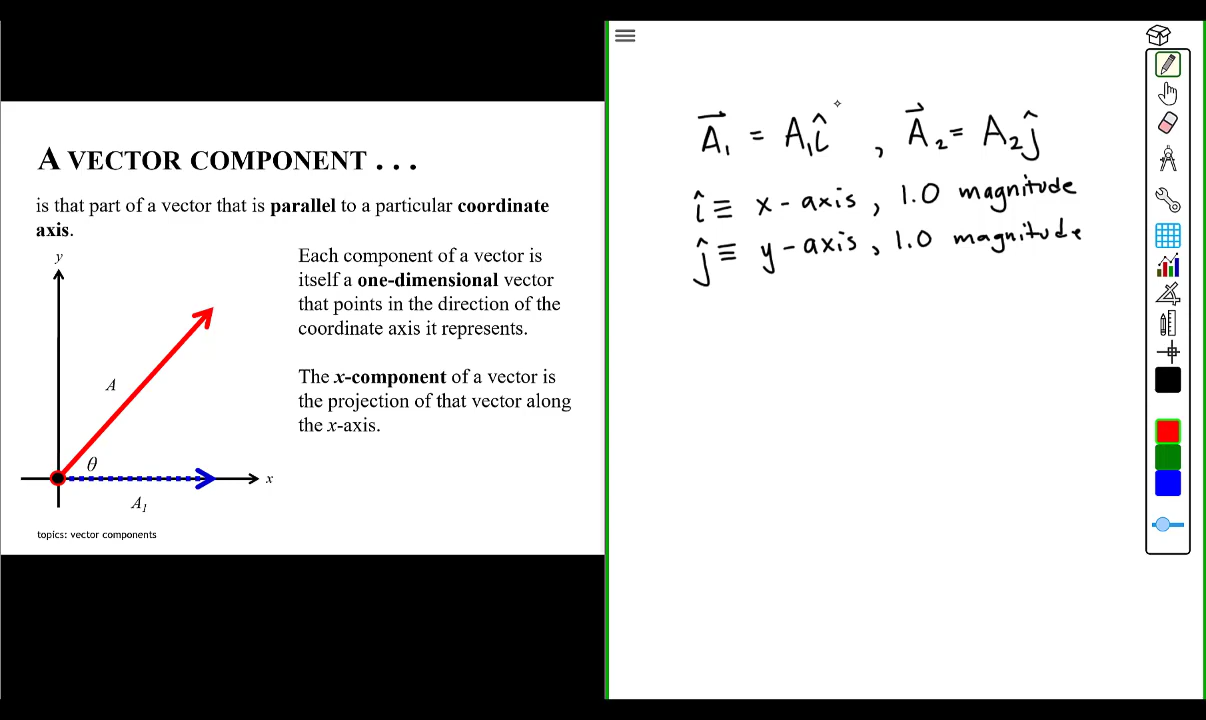 A VECTOR COMPONENT . . .
is that part of a vector that is parallel to a particular coordinate
axis.
y
Each component of a vector is
itself a one-dimensional vector
that points in the direction of the
coordinate axis it represents.
A
The x-component of a vector is
the projection of that vector along
the x-axis.
θ
x
A₁
topics: vector components
A⃗₁ = A₁î , A⃗₂ = A₂ĵ
î ≡ x - axis , 1.0 magnitude
ĵ ≡ y - axis , 1.0 magnitude